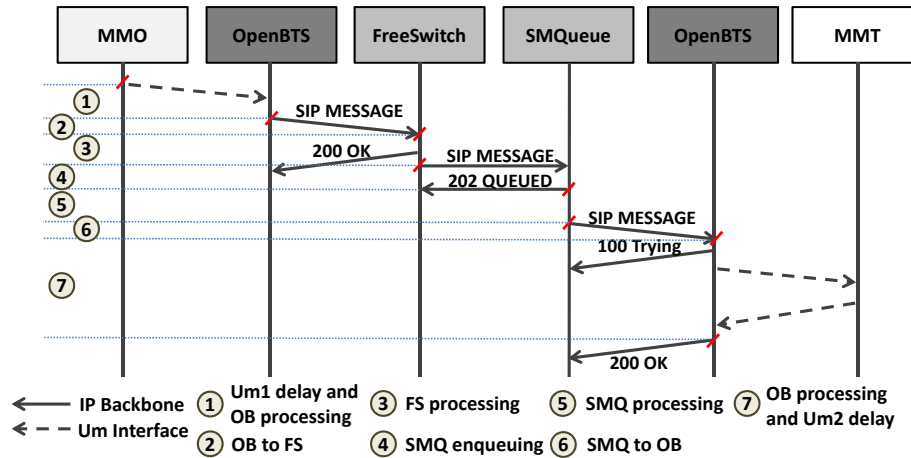 MMO OpenBTS FreeSwitch SMQueue OpenBTS MMT
1
SIP MESSAGE
2
3
200 OK
SIP MESSAGE
4
202 QUEUED
5
SIP MESSAGE
6
100 Trying
7
200 OK
IP Backbone
Um Interface
1 Um1 delay and
OB processing
2 OB to FS
3 FS processing
4 SMQ enqueuing
5 SMQ processing
6 SMQ to OB
7 OB processing
and Um2 delay